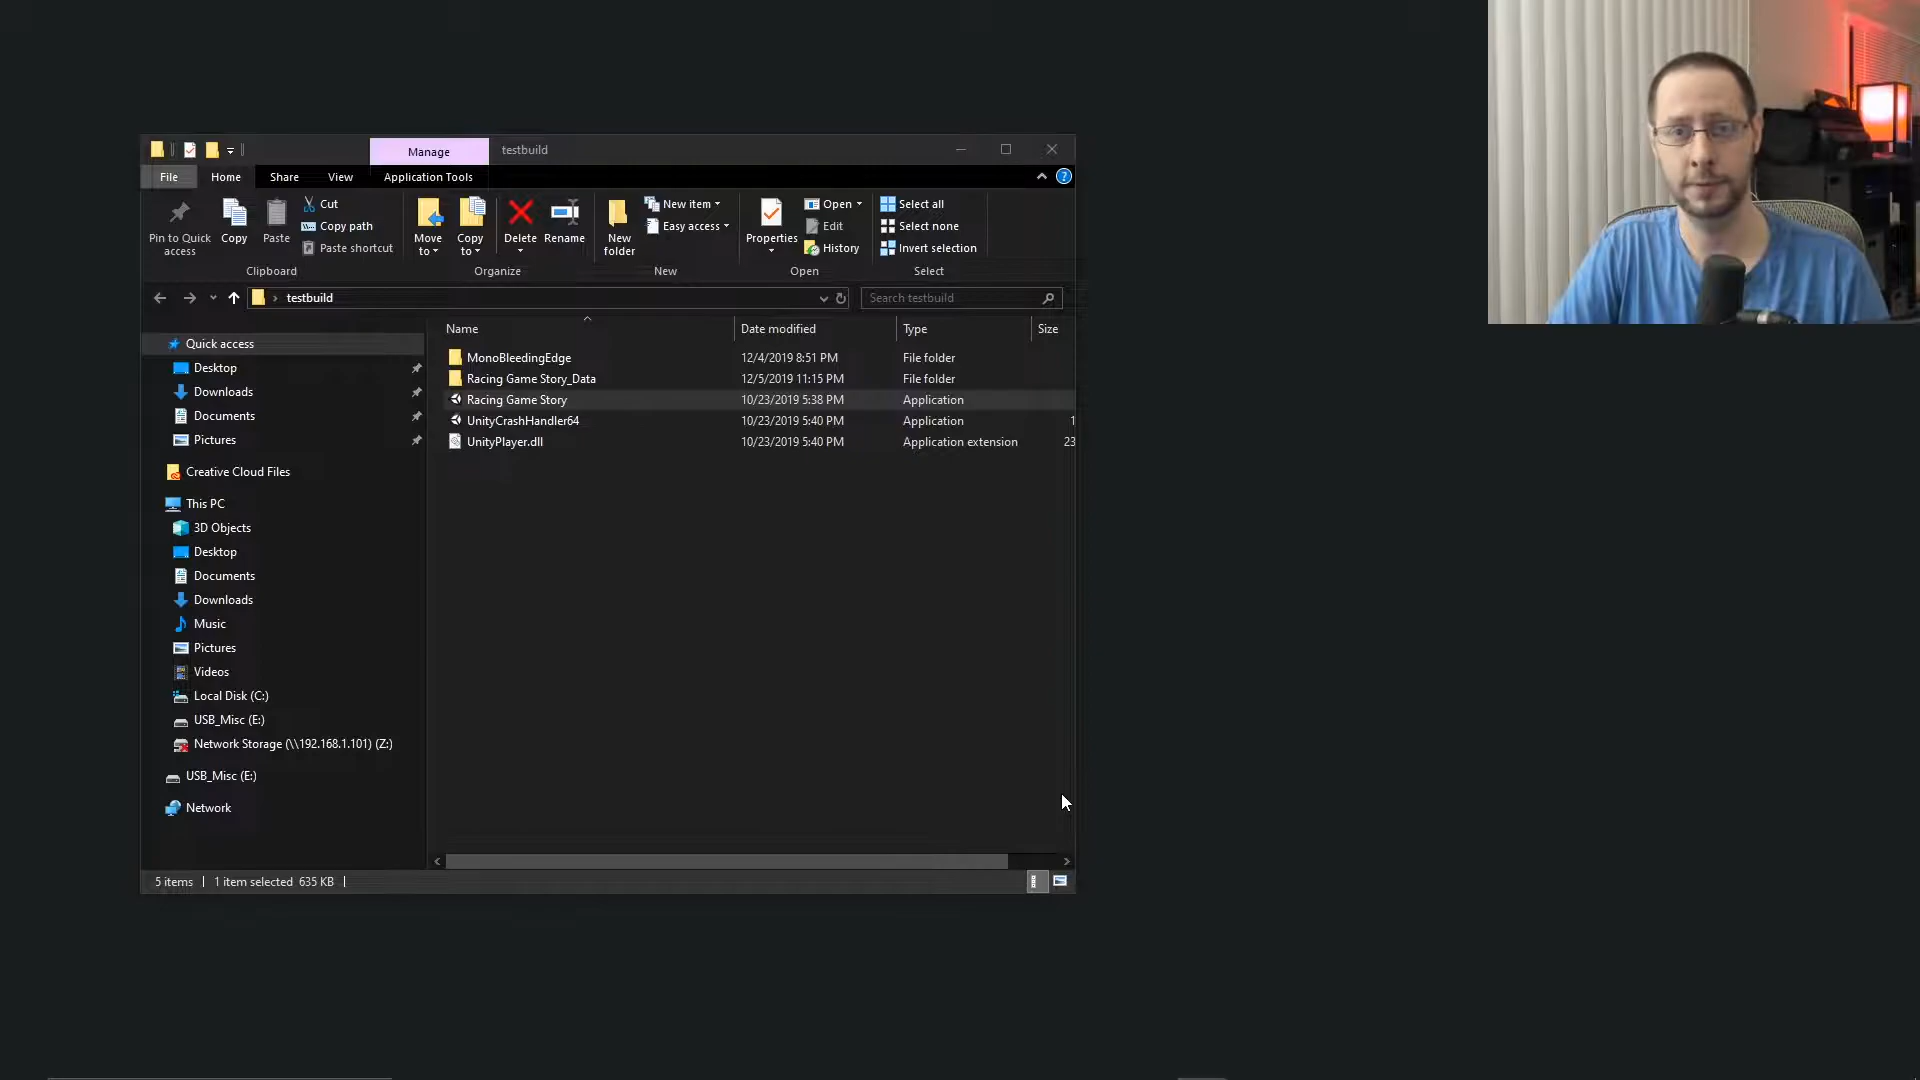 Manage
testbuild
File
Home
Share
View
Application Tools
Pin to Quick access
Copy
Paste
Cut
Copy path
Paste shortcut
Clipboard
Move to
Copy to
Delete
Rename
Organize
New folder
New item
Easy access
New
Properties
Open
Edit
History
Open
Select all
Select none
Invert selection
Select
testbuild
Search testbuild
Name
Date modified
Type
Size
MonoBleedingEdge 12/4/2019 8:51 PM File folder
Racing Game Story_Data 12/5/2019 11:15 PM File folder
Racing Game Story 10/23/2019 5:38 PM Application
UnityCrashHandler64 10/23/2019 5:40 PM Application 1
UnityPlayer.dll 10/23/2019 5:40 PM Application extension 23
Quick access
Desktop
Downloads
Documents
Pictures
Creative Cloud Files
This PC
3D Objects
Desktop
Documents
Downloads
Music
Pictures
Videos
Local Disk (C:)
USB_Misc (E:)
Network Storage (\\192.168.1.101) (Z:)
USB_Misc (E:)
Network
5 items
1 item selected 635 KB